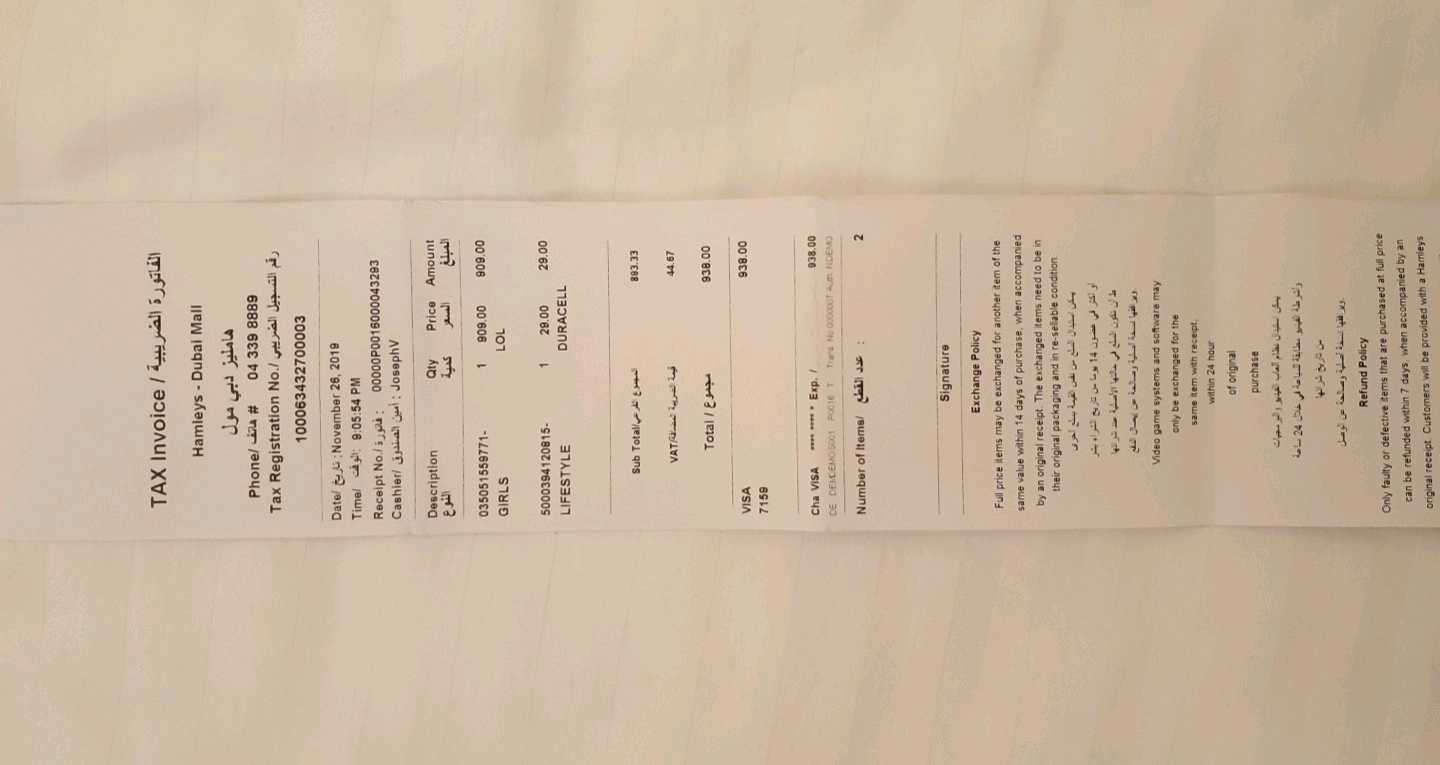 TAX Invoice / الفاتورة الضريبية
Hamleys - Dubai Mall
هامليز دبي مول
Phone/ هاتف # 04 339 8889
Tax Registration No./ رقم التسجيل الضريبي
100063432700003
Date/ تاريخ : November 26, 2019
Time/ الوقت: 9:05:54 PM
Receipt No./ فاتورة : 00000P0016000043293
Cashier/ أمين الصندوق : JosephV
Description Qty Price Amount
النوع كمية السعر المبلغ
035051559771- 1 909.00 909.00
GIRLS LOL
5000394120815- 1 29.00 29.00
LIFESTYLE DURACELL
Sub Total/المجموع الفرعي 893.33
VAT/قيمة الضريبة المضافة 44.67
Total / مجموع 938.00
VISA 938.00
7159
Cha VISA **** **** * Exp. / 938.00
DE DEMDEMOS001 P0016 T Trans No 0000007 Auth NDEMO
Number of Items/ عدد القطع : 2
Signature
Exchange Policy
Full price items may be exchanged for another item of the
same value within 14 days of purchase, when accompanied
by an original receipt. The exchanged items need to be in
their original packaging and in re-sellable condition
يمكن استبدال السلع من نفس القيمة بسلع أخرى
أو أكثر في غضون 14 يوما من تاريخ الشراء بشر
ط أن تكون السلع في حالتها الأصلية عند شرائها
ويرافقها نسخة أصلية وصالحة عن إيصال الدفع.
Video game systems and software may
only be exchanged for the
same item with receipt,
within 24 hour
of original
purchase
يمكن استبدال نظام ألعاب الفيديو والبرمجيات
وأشرطة الفيديو مطابقة للساعة في خلال 24 ساعة
من تاريخ شرائها
ويرافقها نسخة أصلية وصالحة عن الوصل.
Refund Policy
Only faulty or defective items that are purchased at full price
can be refunded within 7 days, when accompanied by an
original receipt. Customers will be provided with a Hamleys